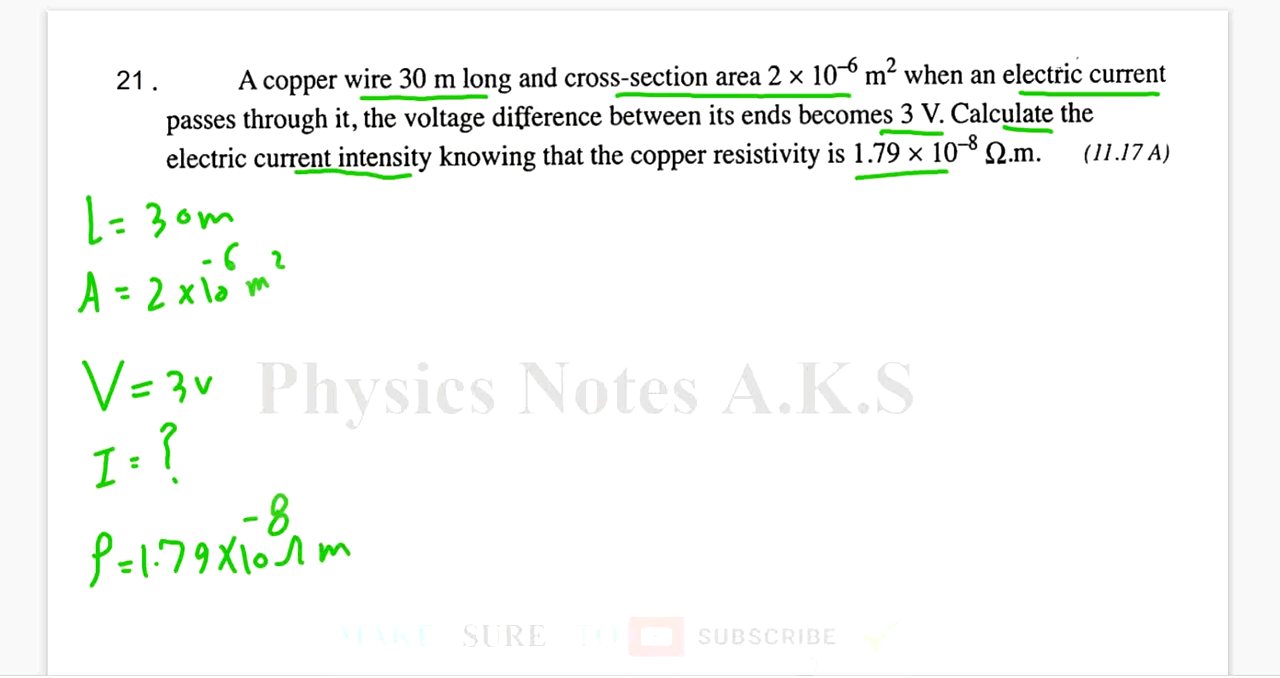 21. A copper wire 30 m long and cross-section area 2 × 10⁻⁶ m² when an electric current
passes through it, the voltage difference between its ends becomes 3 V. Calculate the
electric current intensity knowing that the copper resistivity is 1.79 × 10⁻⁸ Ω.m. (11.17 A)
L = 30m
A = 2 × 10⁻⁶ m²
V = 3v
Physics Notes A.K.S
I = ?
ρ = 1.79 × 10⁻⁸ Ω m
MAKE SURE TO SUBSCRIBE